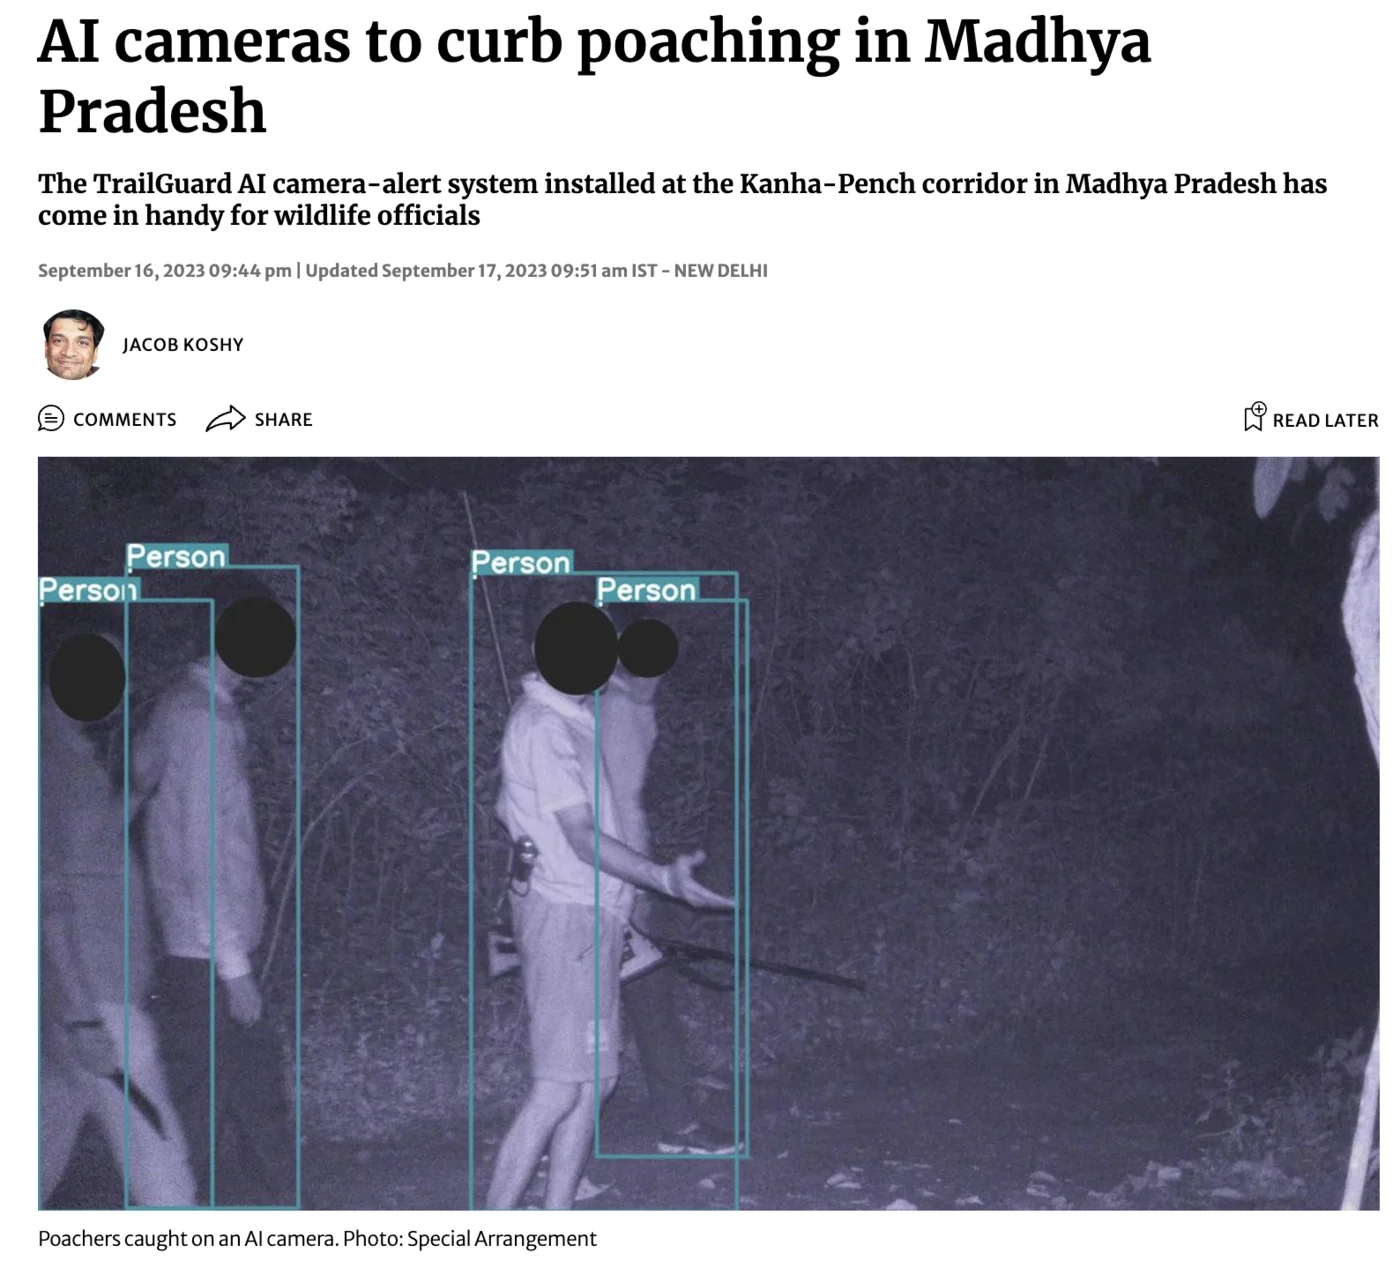 AI cameras to curb poaching in Madhya
Pradesh
The TrailGuard AI camera-alert system installed at the Kanha-Pench corridor in Madhya Pradesh has
come in handy for wildlife officials
September 16, 2023 09:44 pm | Updated September 17, 2023 09:51 am IST - NEW DELHI
JACOB KOSHY
COMMENTS SHARE READ LATER
Person
Person
Person
Person
Poachers caught on an AI camera. Photo: Special Arrangement